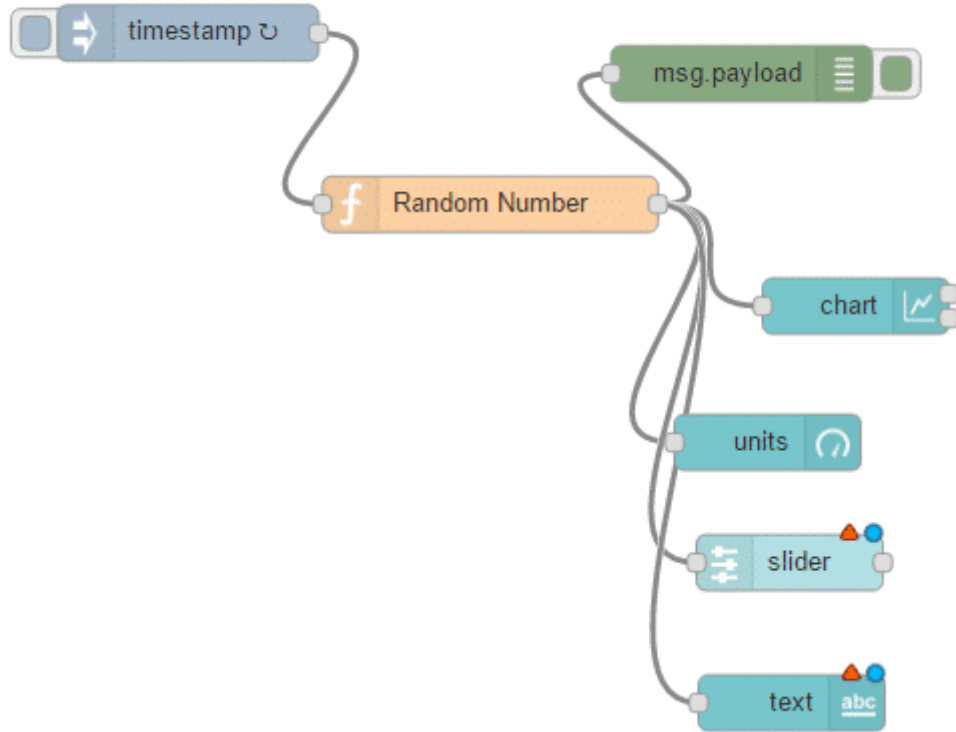 timestamp ↻
msg.payload
Random Number
chart
units
slider
text
abc